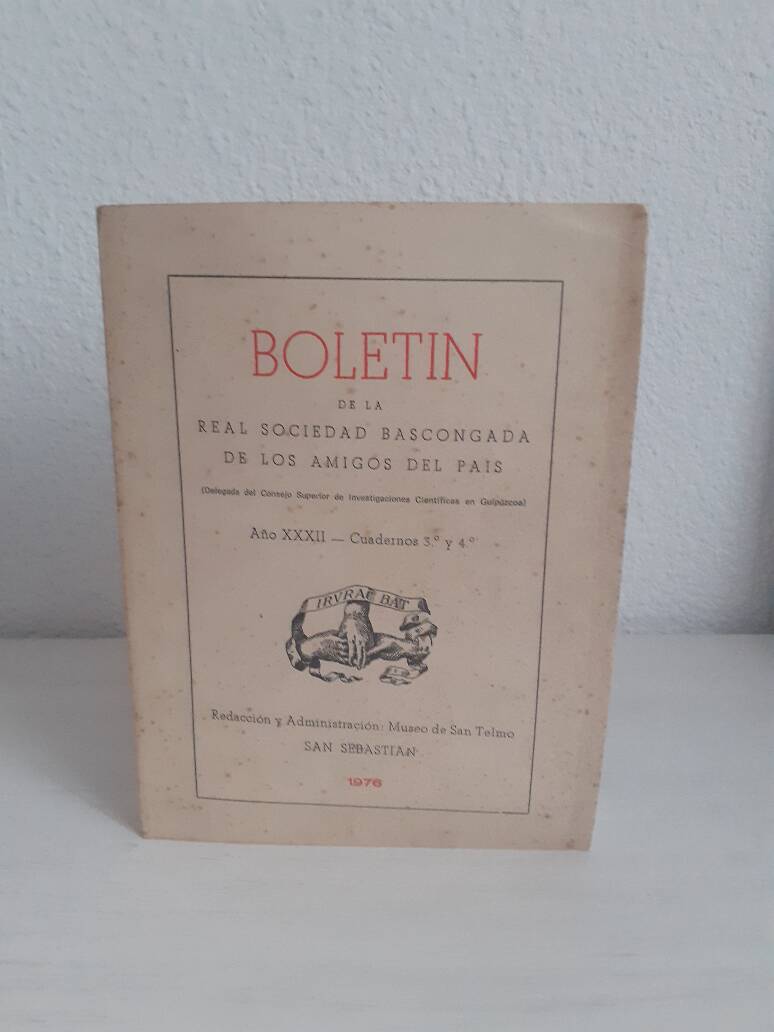 BOLETIN
DE LA
REAL SOCIEDAD BASCONGADA
DE LOS AMIGOS DEL PAIS
(Delegada del Consejo Superior de Investigaciones Científicas en Guipúzcoa)
Año XXXII — Cuadernos 3.º y 4.º
IRVRAC BAT
Redacción y Administración: Museo de San Telmo
SAN SEBASTIAN
1976